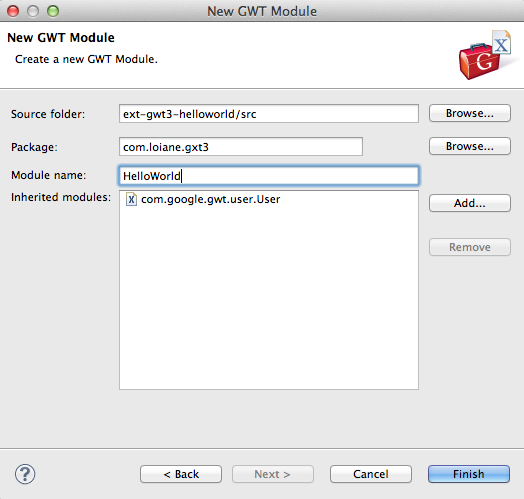 New GWT Module
New GWT Module
Create a new GWT Module.
G X
Source folder: ext-gwt3-helloworld/src Browse...
Package: com.loiane.gxt3 Browse...
Module name: HelloWorld
Inherited modules: X com.google.gwt.user.User Add...
Remove
? < Back Next > Cancel Finish